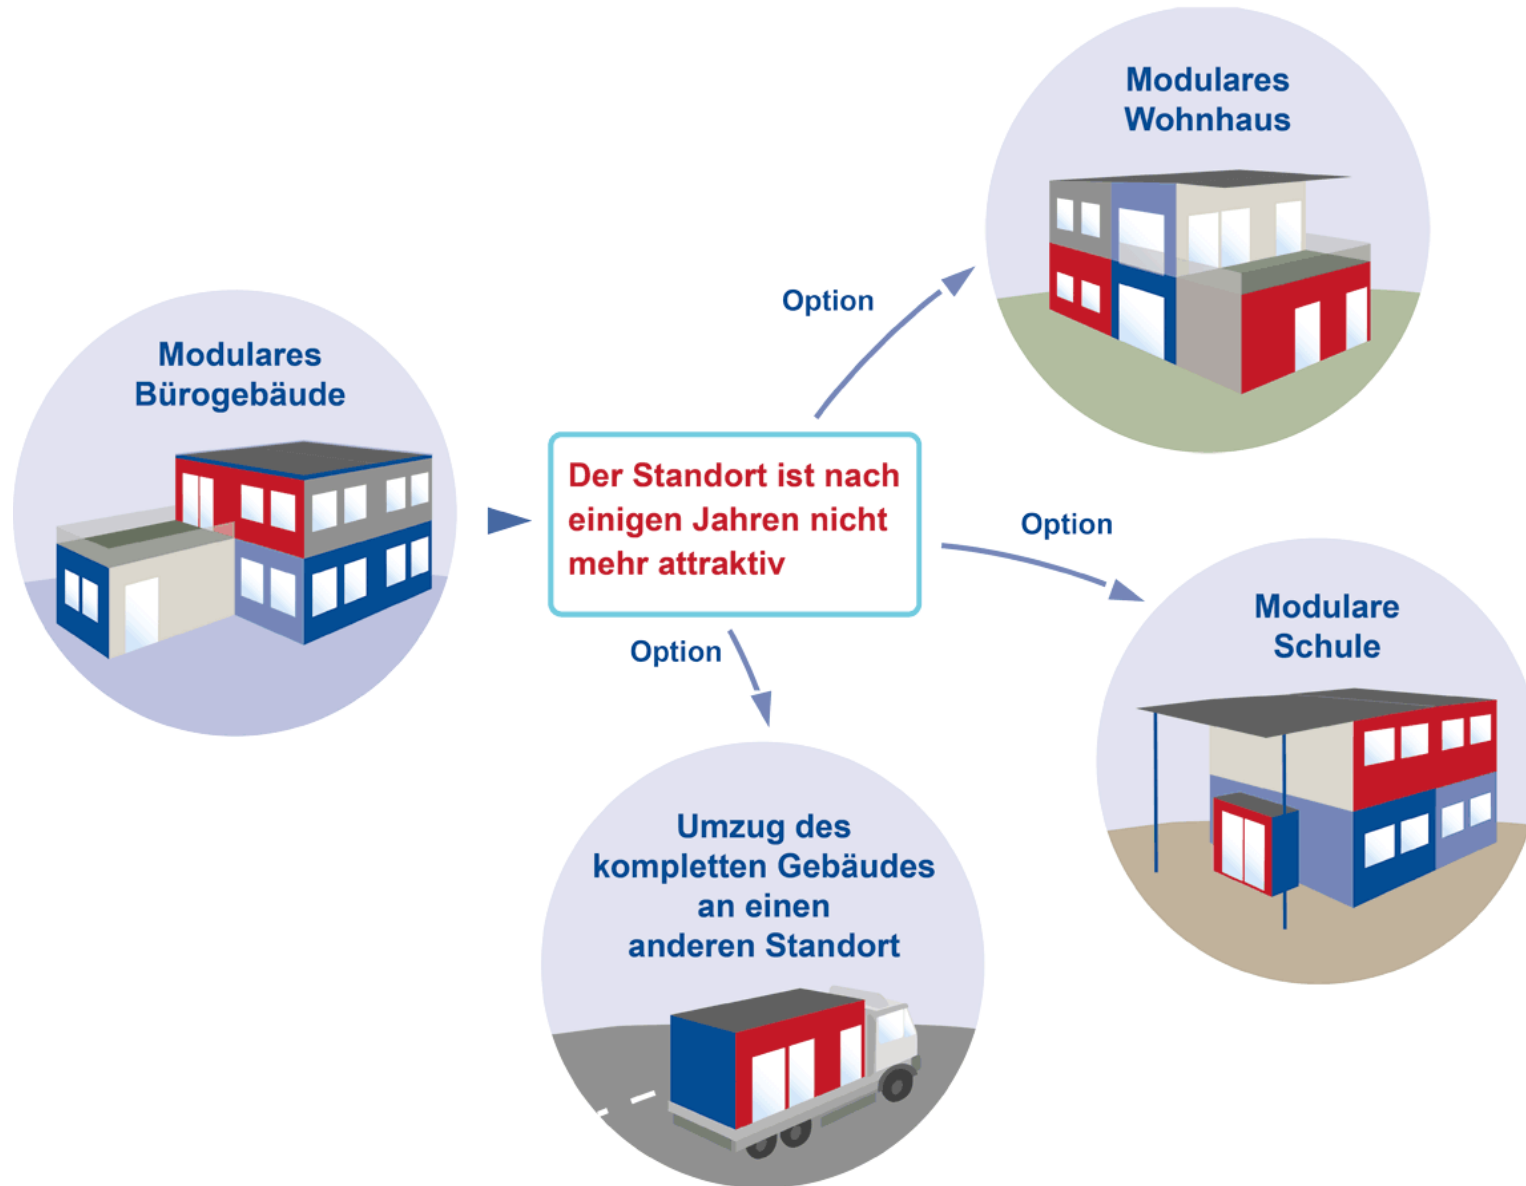 Modulares
Bürogebäude
Der Standort ist nach
einigen Jahren nicht
mehr attraktiv
Option
Modulares
Wohnhaus
Option
Modulare
Schule
Option
Umzug des
kompletten Gebäudes
an einen
anderen Standort